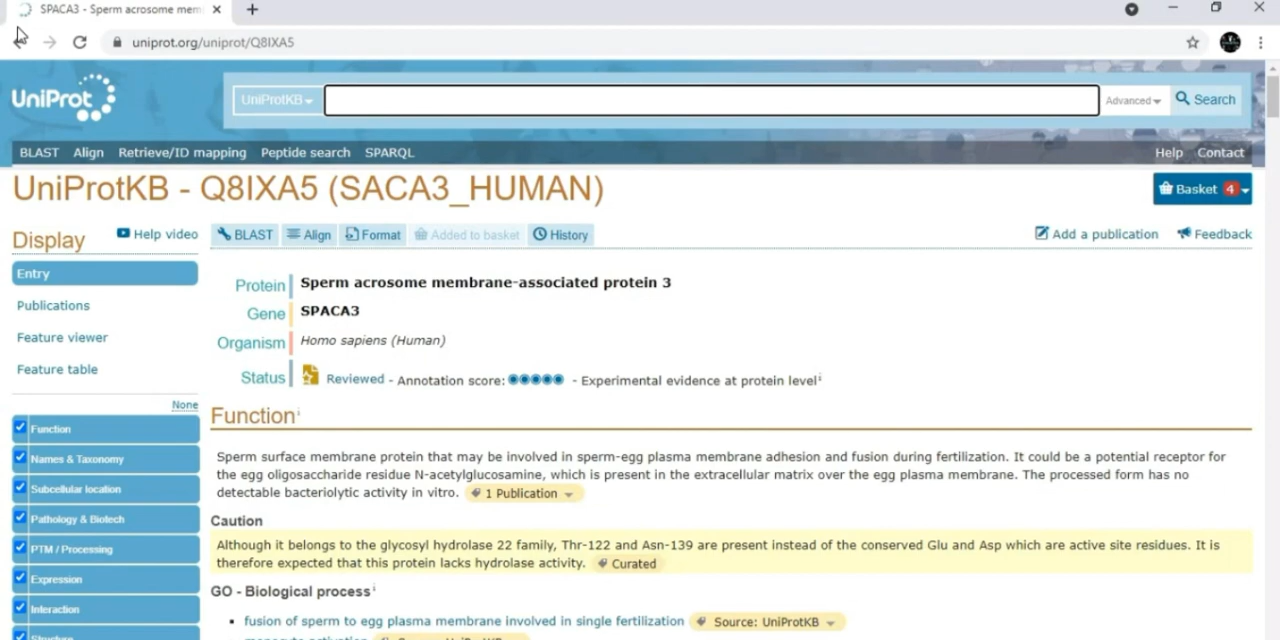 SPACA3 - Sperm acrosome mem
uniprot.org/uniprot/Q8IXA5
UniProt
UniProtKB
Advanced
Search
BLAST Align Retrieve/ID mapping Peptide search SPARQL
Help Contact
UniProtKB - Q8IXA5 (SACA3_HUMAN)
Basket 4
Display
Help video
BLAST Align Format Added to basket History
Add a publication Feedback
Entry
Publications
Feature viewer
Feature table
None
Function
Names & Taxonomy
Subcellular location
Pathology & Biotech
PTM / Processing
Expression
Interaction
Structure
Protein Sperm acrosome membrane-associated protein 3
Gene SPACA3
Organism Homo sapiens (Human)
Status Reviewed - Annotation score: - Experimental evidence at protein levelⁱ
Functionⁱ
Sperm surface membrane protein that may be involved in sperm-egg plasma membrane adhesion and fusion during fertilization. It could be a potential receptor for
the egg oligosaccharide residue N-acetylglucosamine, which is present in the extracellular matrix over the egg plasma membrane. The processed form has no
detectable bacteriolytic activity in vitro. 1 Publication
Caution
Although it belongs to the glycosyl hydrolase 22 family, Thr-122 and Asn-139 are present instead of the conserved Glu and Asp which are active site residues. It is
therefore expected that this protein lacks hydrolase activity. Curated
GO - Biological processⁱ
fusion of sperm to egg plasma membrane involved in single fertilization Source: UniProtKB